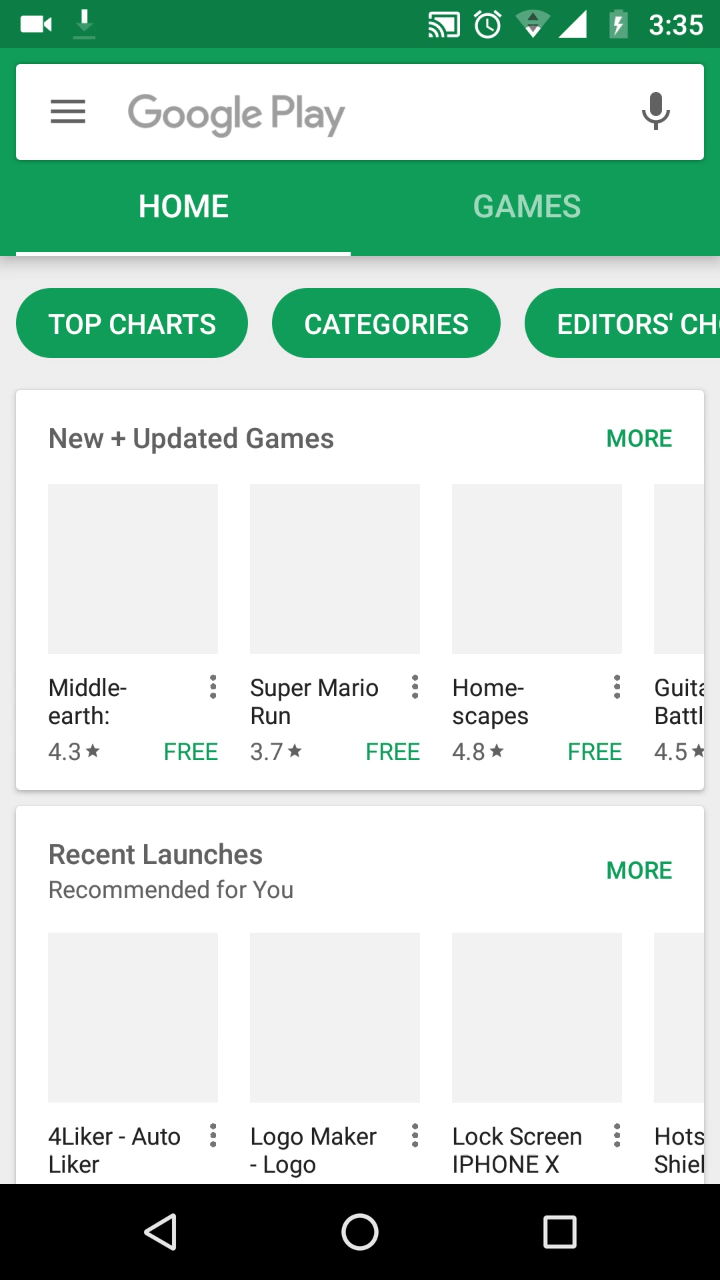 3:35
Google Play
HOME GAMES
TOP CHARTS CATEGORIES EDITORS' CH
New + Updated Games MORE
Middle- Super Mario Home- Guita
earth: Run scapes Battl
4.3★ FREE 3.7★ FREE 4.8★ FREE 4.5★
Recent Launches
MORE
Recommended for You
4Liker - Auto Logo Maker Lock Screen Hots
Liker - Logo IPHONE X Shiel